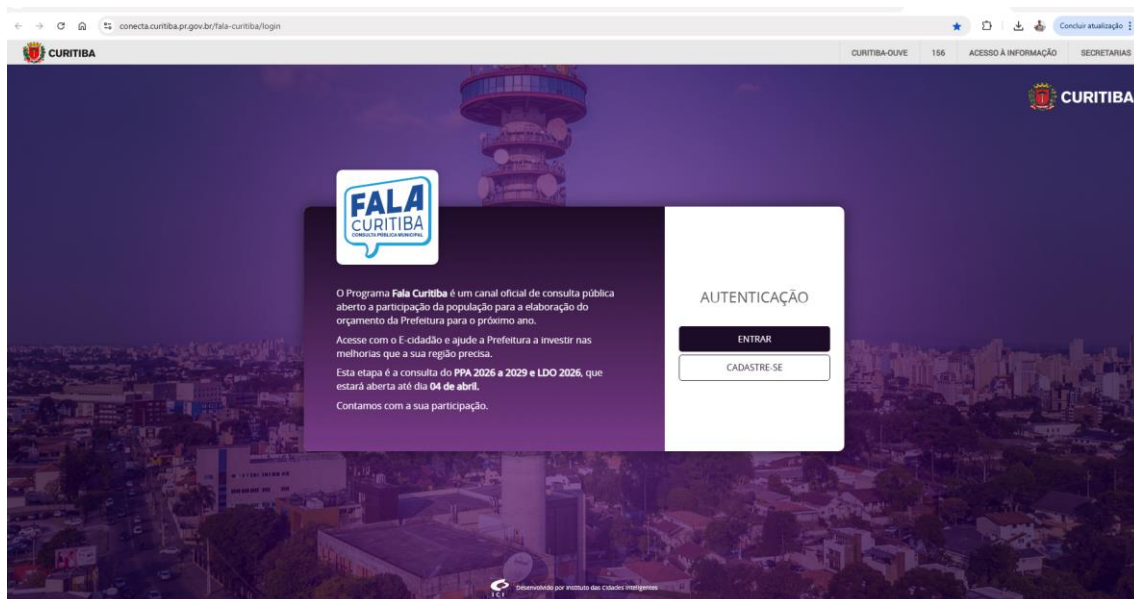 conecta.curitiba.pr.gov.br/fala-curitiba/login
Concluir atualização
CURITIBA
CURITIBA-OUVE 156 ACESSO À INFORMAÇÃO SECRETARIAS
CURITIBA
FALA
CURITIBA
CONSULTA PÚBLICA MUNICIPAL
O Programa Fala Curitiba é um canal oficial de consulta pública
aberto a participação da população para a elaboração do
orçamento da Prefeitura para o próximo ano.
Acesse com o E-cidadão e ajude a Prefeitura a investir nas
melhorias que a sua região precisa.
Esta etapa é a consulta do PPA 2026 a 2029 e LDO 2026, que
estará aberta até dia 04 de abril.
Contamos com a sua participação.
AUTENTICAÇÃO
ENTRAR
CADASTRE-SE
ICI
Desenvolvido por Instituto das Cidades Inteligentes